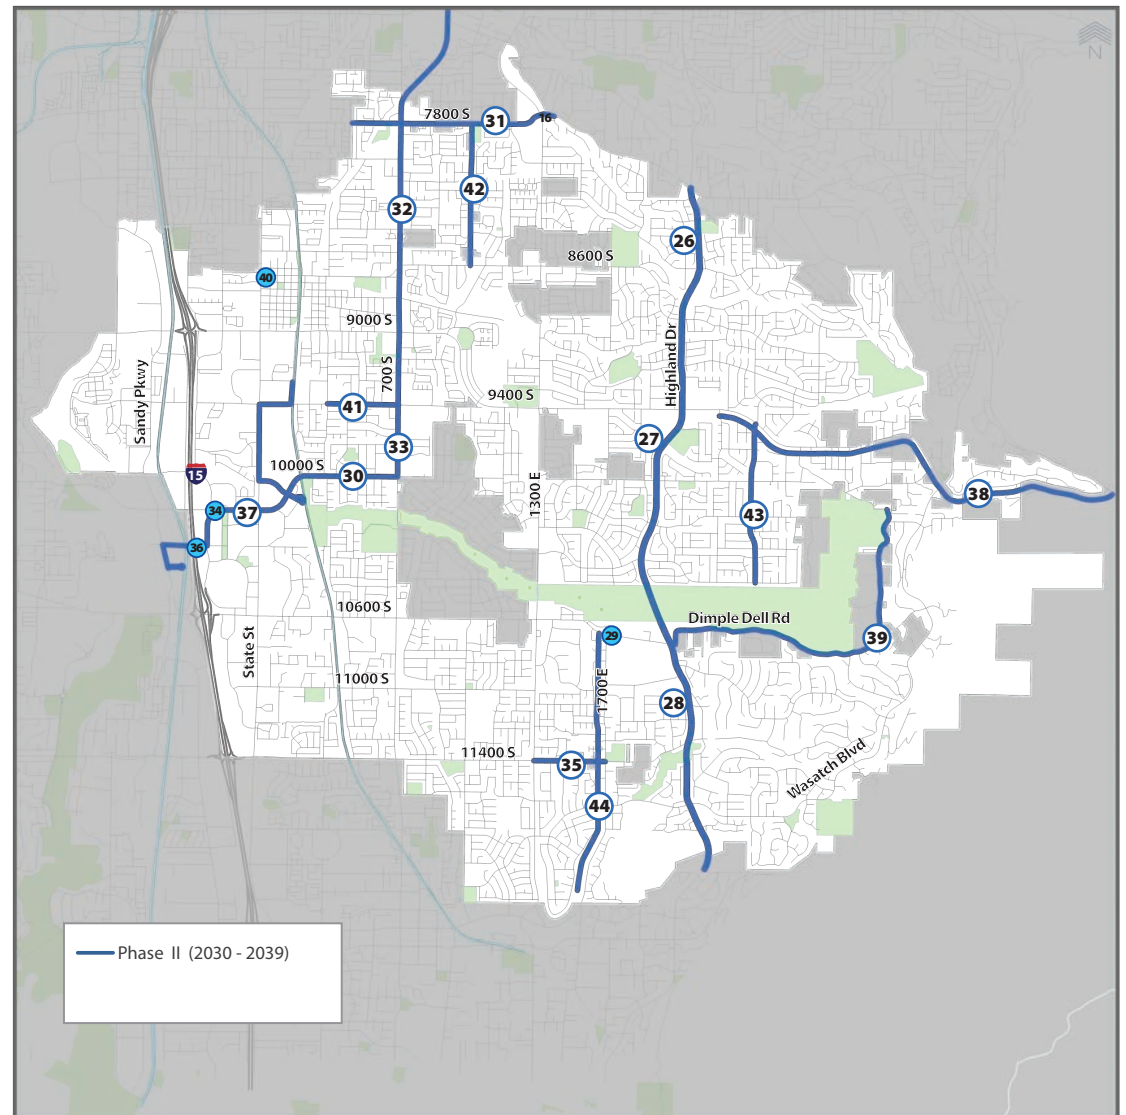 N
7800 S
31
16
42
32
26
8600 S
40
9000 S
Highland Dr
700 S
Sandy Pkwy
9400 S
41
27
33
10000 S
15
30
1300 E
38
34
37
43
36
10600 S
Dimple Dell Rd
29
39
State St
11000 S
1700 E
28
11400 S
35
Wasatch Blvd
44
Phase II (2030 - 2039)